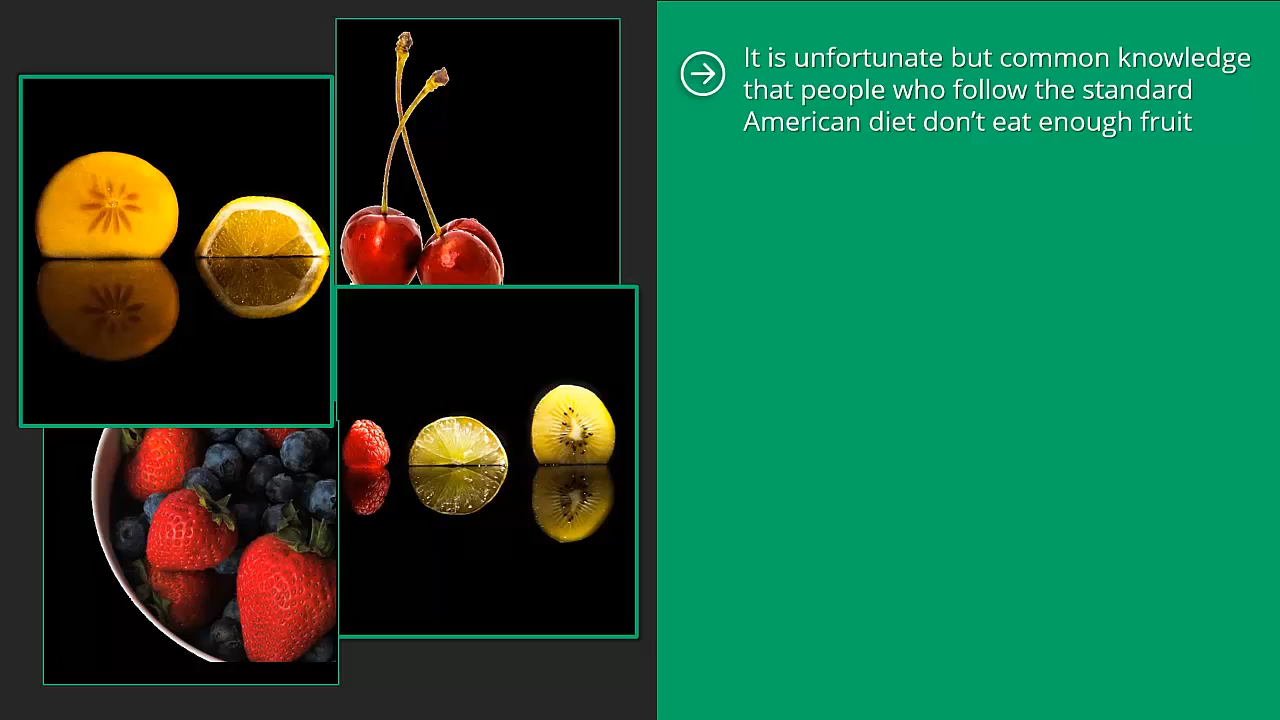 It is unfortunate but common knowledge
that people who follow the standard
American diet don’t eat enough fruit